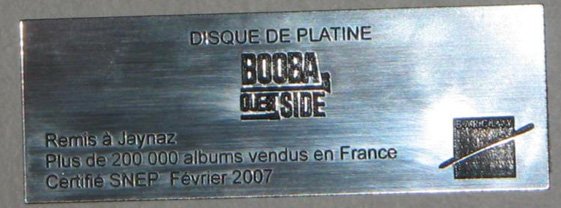 DISQUE DE PLATINE
BOOBA
OUEST SIDE
Remis à Jaynaz
Plus de 200 000 albums vendus en France
Certifié SNEP Février 2007